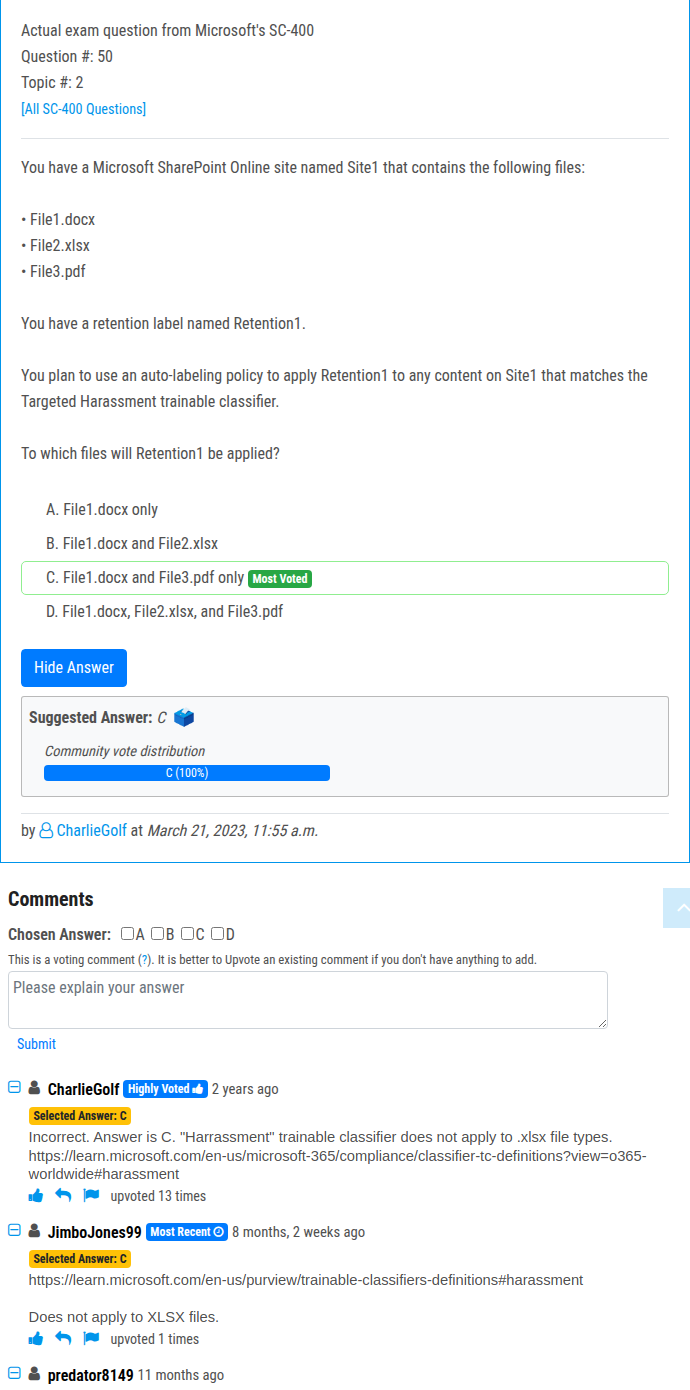 Actual exam question from Microsoft's SC-400
Question #: 50
Topic #: 2
[All SC-400 Questions]
You have a Microsoft SharePoint Online site named Site1 that contains the following files:
• File1.docx
• File2.xlsx
• File3.pdf
You have a retention label named Retention1.
You plan to use an auto-labeling policy to apply Retention1 to any content on Site1 that matches the
Targeted Harassment trainable classifier.
To which files will Retention1 be applied?
A. File1.docx only
B. File1.docx and File2.xlsx
C. File1.docx and File3.pdf only Most Voted
D. File1.docx, File2.xlsx, and File3.pdf
Hide Answer
Suggested Answer: C
Community vote distribution
C (100%)
by CharlieGolf at March 21, 2023, 11:55 a.m.
Comments
Chosen Answer: A B C D
This is a voting comment (?). It is better to Upvote an existing comment if you don't have anything to add.
Please explain your answer
Submit
CharlieGolf Highly Voted 2 years ago
Selected Answer: C
Incorrect. Answer is C. "Harrassment" trainable classifier does not apply to .xlsx file types.
https://learn.microsoft.com/en-us/microsoft-365/compliance/classifier-tc-definitions?view=o365-
worldwide#harassment
upvoted 13 times
JimboJones99 Most Recent 8 months, 2 weeks ago
Selected Answer: C
https://learn.microsoft.com/en-us/purview/trainable-classifiers-definitions#harassment
Does not apply to XLSX files.
upvoted 1 times
predator8149 11 months ago